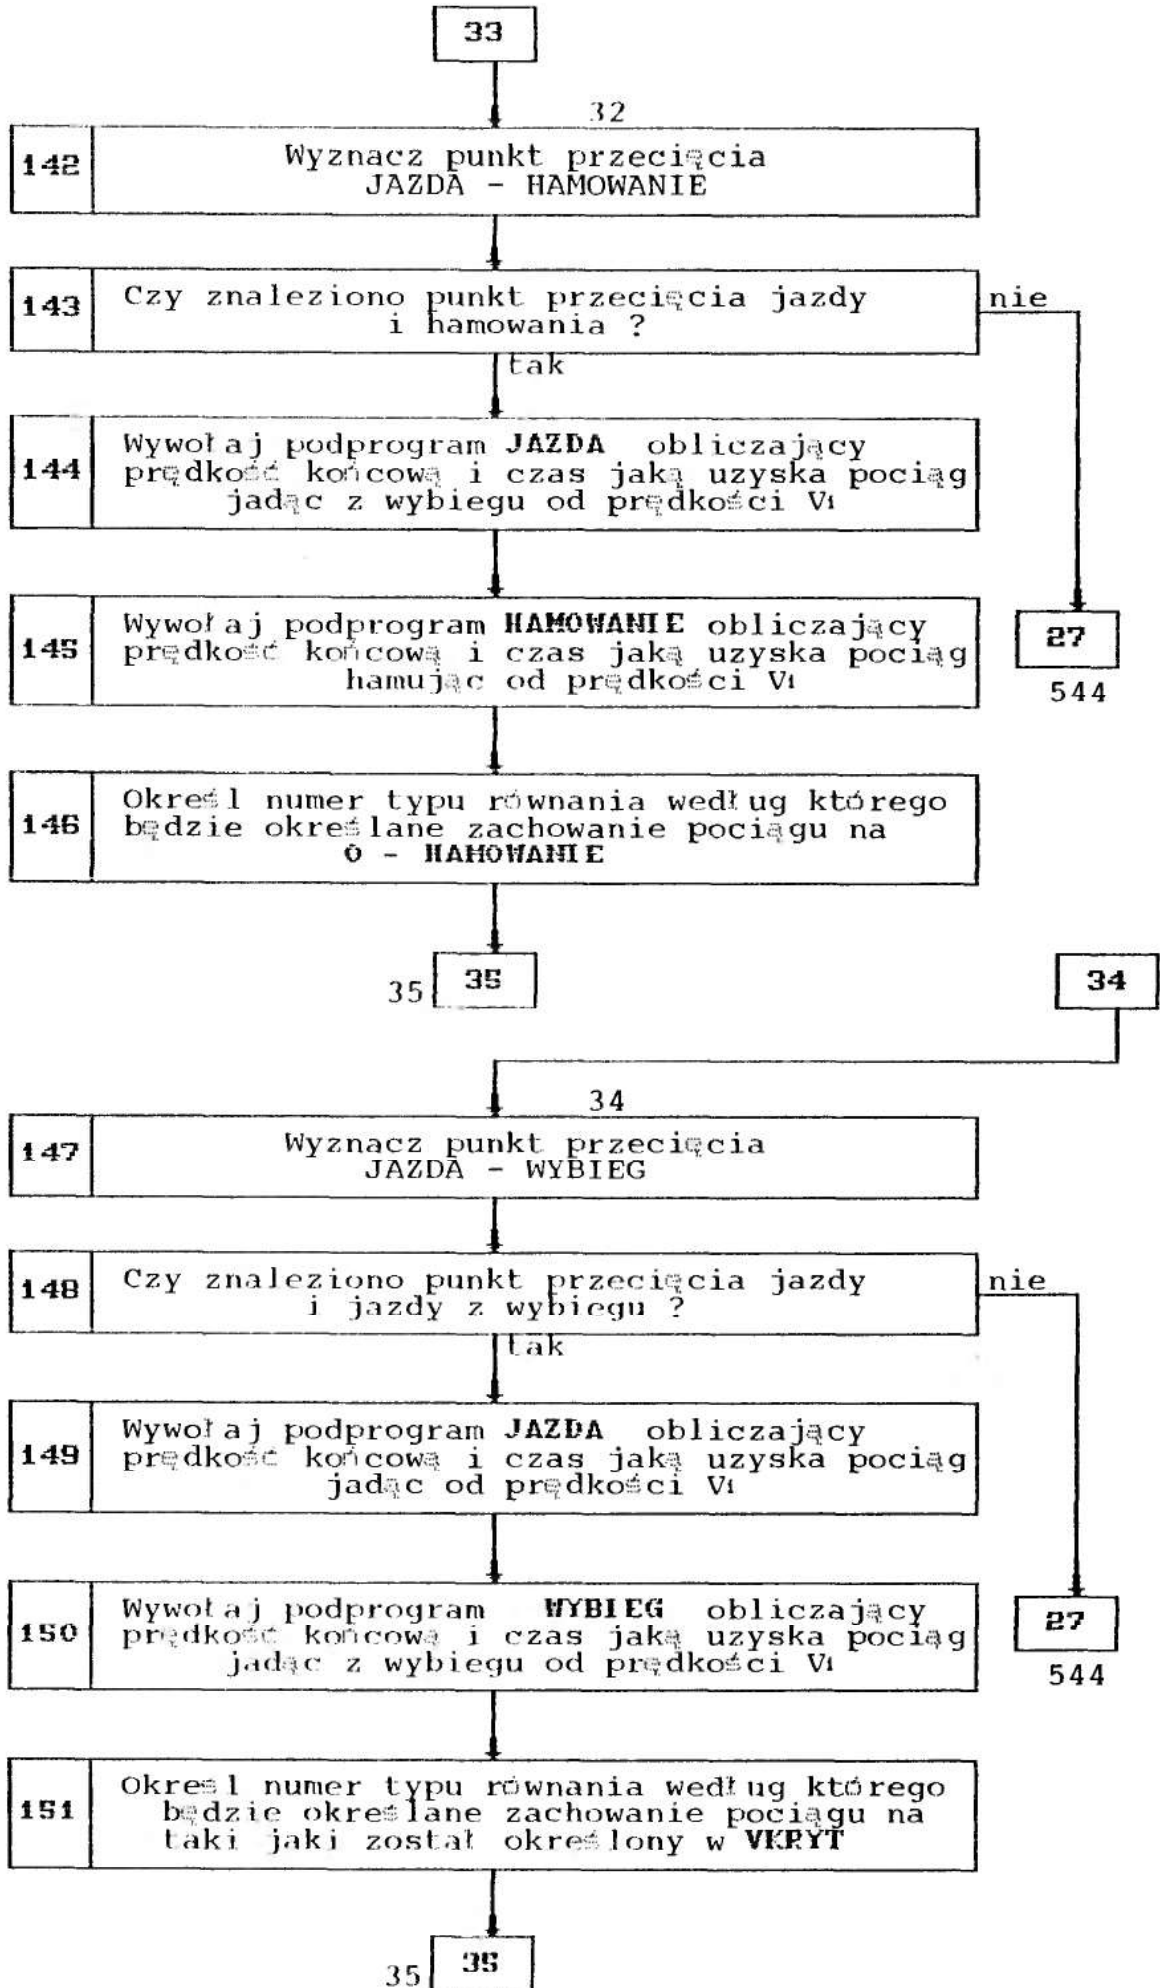 33
32
142
Wyznacz punkt przecięcia
JAZDA - HAMOWANIE
143
Czy znaleziono punkt przecięcia jazdy
i hamowania ?
nie
tak
144
Wywołaj podprogram JAZDA obliczający
prędkość końcową i czas jaką uzyska pociąg
jadąc z wybiegu od prędkości V1
145
Wywołaj podprogram HAMOWANIE obliczający
prędkość końcową i czas jaką uzyska pociąg
hamując od prędkości V1
27
544
146
Określ numer typu równania według którego
będzie określane zachowanie pociągu na
0 - HAMOWANIE
35
35
34
34
147
Wyznacz punkt przecięcia
JAZDA - WYBIEG
148
Czy znaleziono punkt przecięcia jazdy
i jazdy z wybiegu ?
nie
tak
149
Wywołaj podprogram JAZDA obliczający
prędkość końcową i czas jaką uzyska pociąg
jadąc od prędkości V1
150
Wywołaj podprogram WYBIEG obliczający
prędkość końcową i czas jaką uzyska pociąg
jadąc z wybiegu od prędkości V1
27
544
151
Określ numer typu równania według którego
będzie określane zachowanie pociągu na
taki jaki został określony w VKRYT
35
35